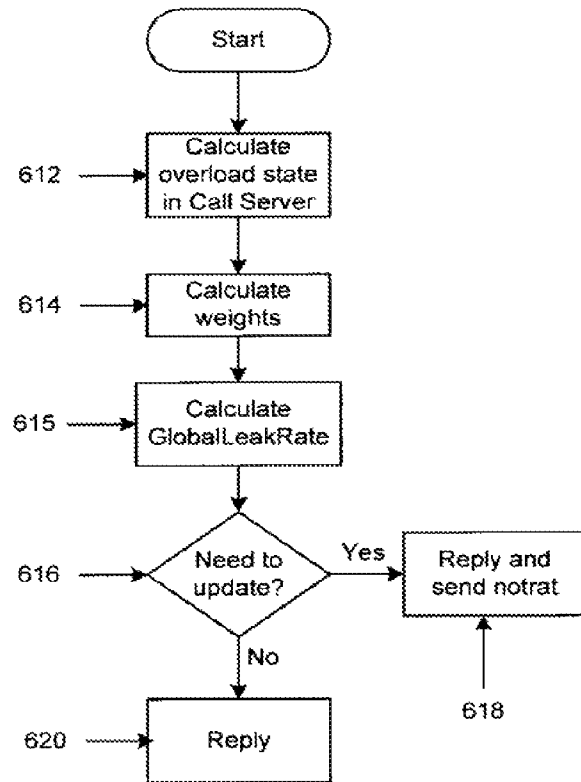 Start
612
Calculate
overload state
in Call Server
614
Calculate
weights
615
Calculate
GlobalLeakRate
616
Need to
update?
Yes
Reply and
send notrat
No
618
620
Reply